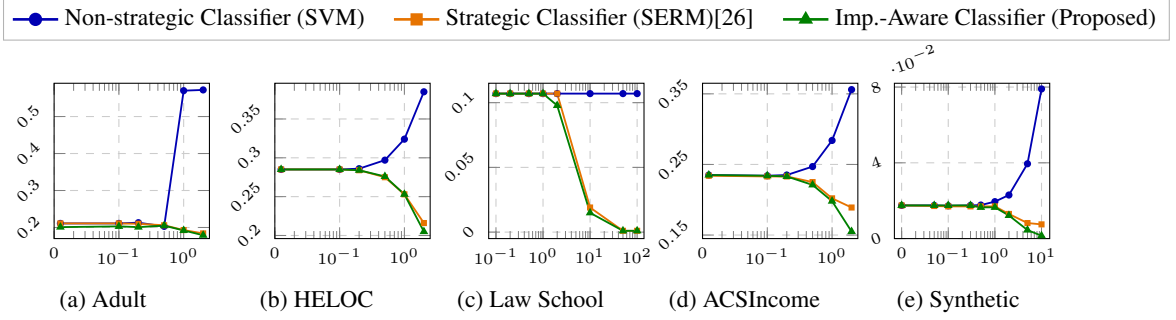 Non-strategic Classifier (SVM) Strategic Classifier (SERM)[26] Imp.-Aware Classifier (Proposed)
0.5
0.4
0.3
0.2
0 10⁻¹ 10⁰
(a) Adult
0.35
0.3
0.25
0.2
0 10⁻¹ 10⁰
(b) HELOC
0.1
0.05
0
10⁻¹ 10⁰ 10¹ 10²
(c) Law School
0.35
0.25
0.15
0 10⁻¹ 10⁰
(d) ACSIncome
·10⁻²
8
4
0
0 10⁻¹ 10⁰ 10¹
(e) Synthetic